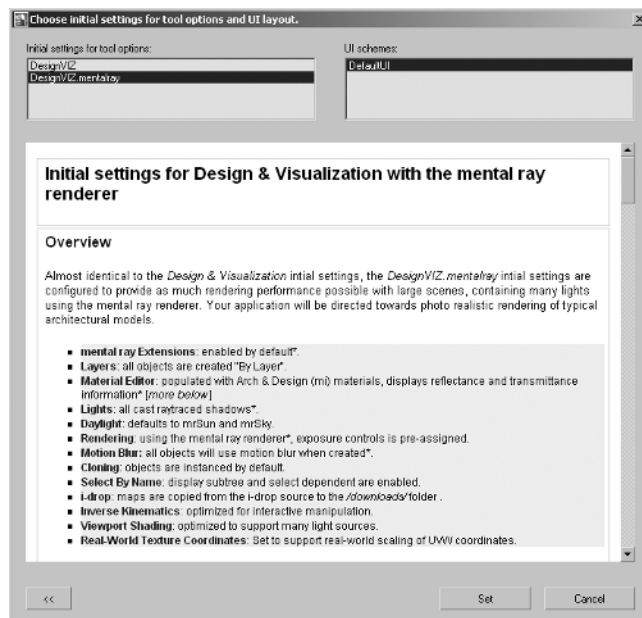 Choose initial settings for tool options and UI layout.
Initial settings for tool options:
UI schemes:
DesignVIZ
DesignVIZ.mentalray
DefaultUI
Initial settings for Design & Visualization with the mental ray
renderer
Overview
Almost identical to the Design & Visualization intial settings, the DesignVIZ.mentalray intial settings are
configured to provide as much rendering performance possible with large scenes, containing many lights
using the mental ray renderer. Your application will be directed towards photo realistic rendering of typical
architectural models.
mental ray Extensions: enabled by default*.
Layers: all objects are created "By Layer".
Material Editor: populated with Arch & Design (mi) materials, displays reflectance and transmittance
information* [more below]
Lights: all cast raytraced shadows*.
Daylight: defaults to mrSun and mrSky.
Rendering: using the mental ray renderer*, exposure controls is pre-assigned.
Motion Blur: all objects will use motion blur when created*.
Cloning: objects are instanced by default.
Select By Name: display subtree and select dependent are enabled.
i-drop: maps are copied from the i-drop source to the /downloads/ folder .
Inverse Kinematics: optimized for interactive manipulation.
Viewport Shading: optimized to support many light sources.
Real-World Texture Coordinates: Set to support real-world scaling of UVW coordinates.
<<
Set
Cancel